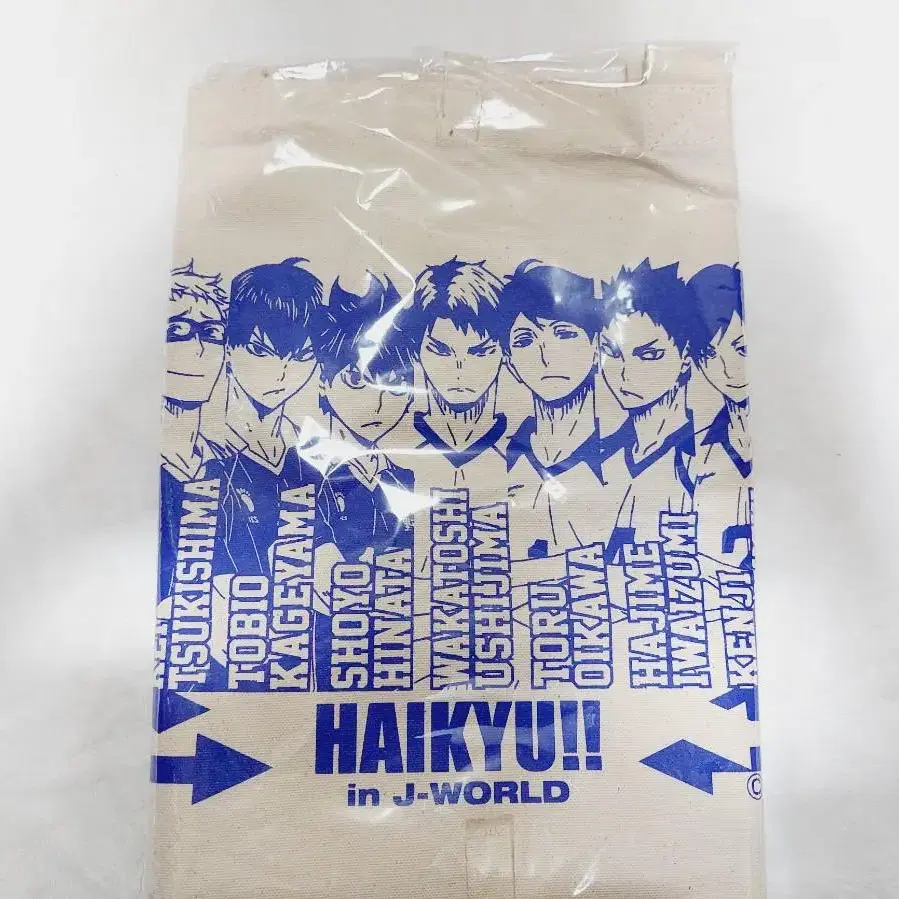 TSUKISHIMA
TOBIO
KAGEYAMA
SHOYO
HINATA
WAKATOSHI
USHIJIMA
TORU
OIKAWA
HAJIME
IWAIZUMI
KENJI
HAIKYU!!
in J-WORLD
©